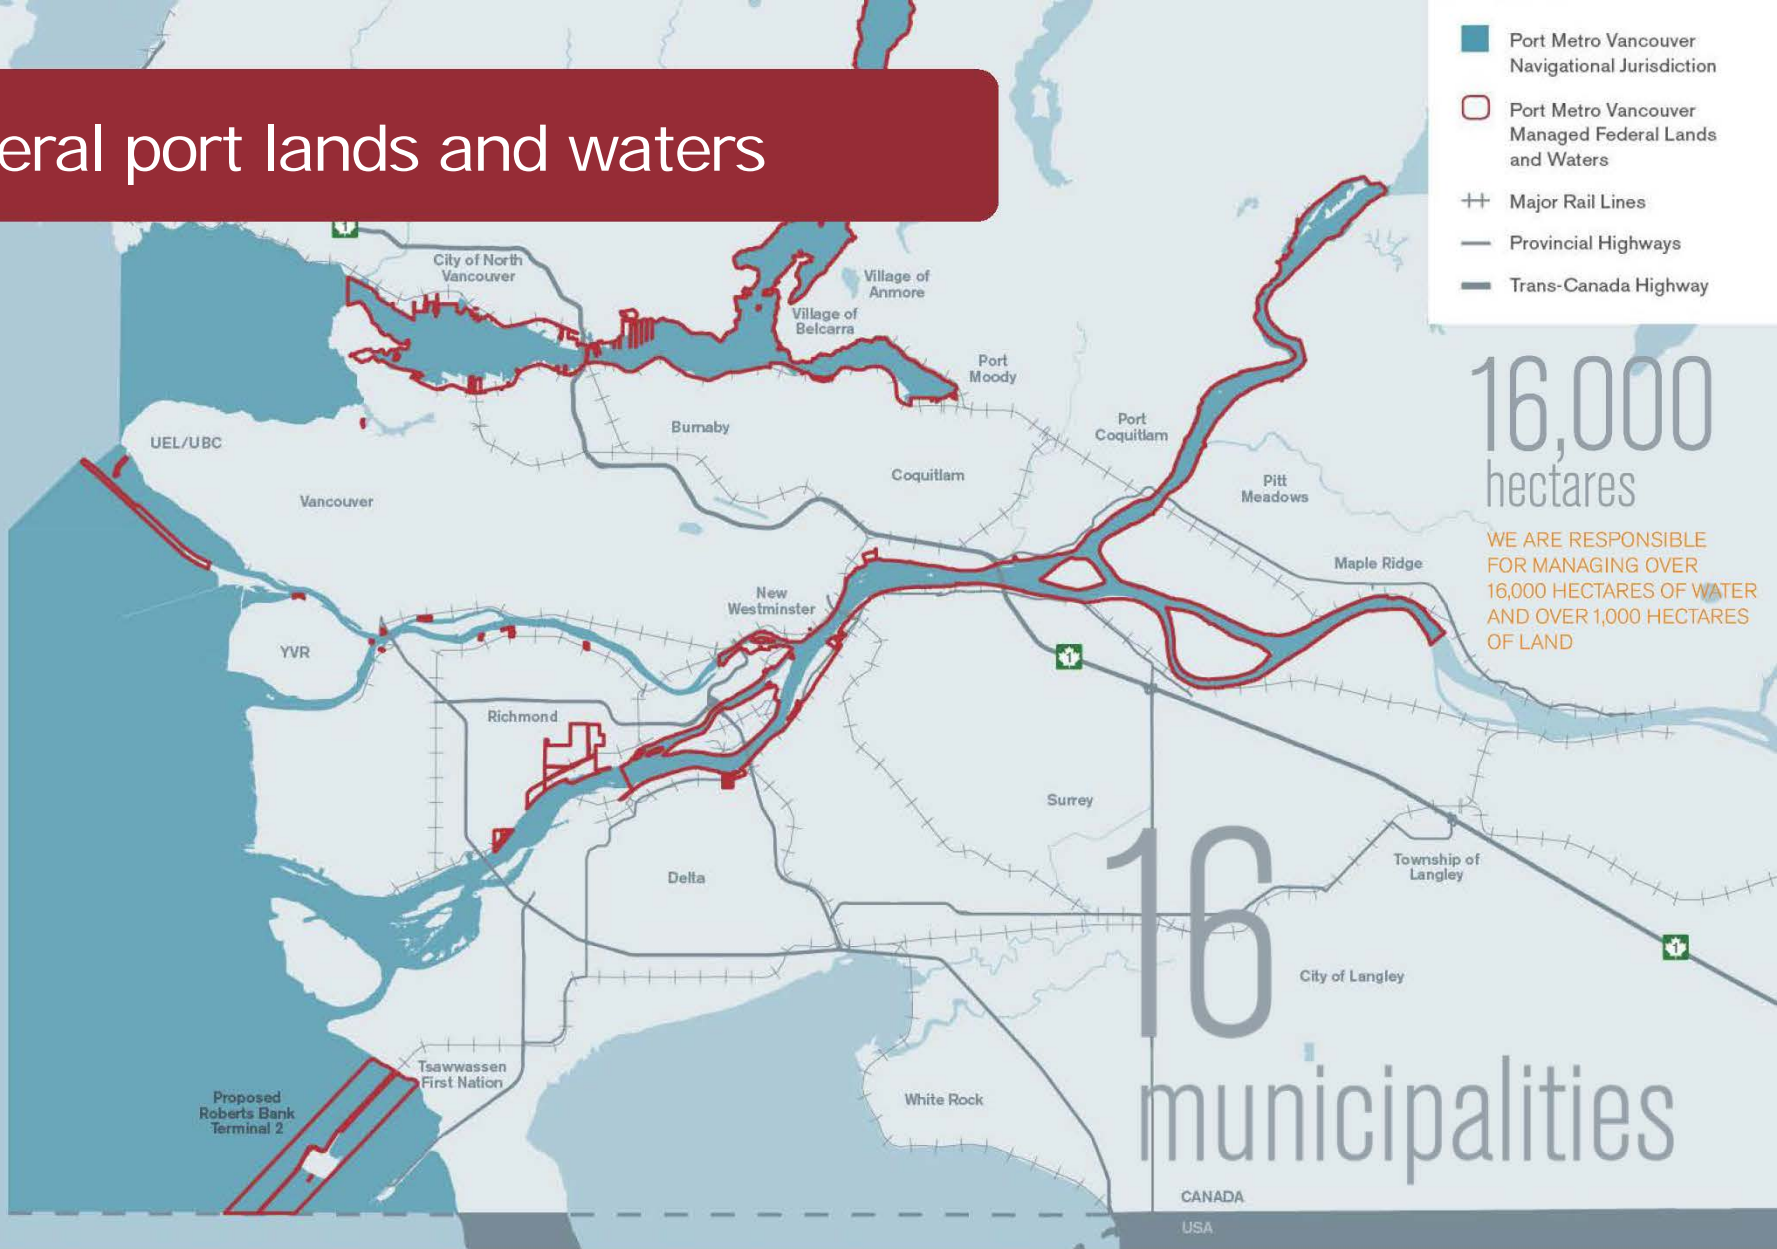 eral port lands and waters
Port Metro Vancouver
Navigational Jurisdiction
Port Metro Vancouver
Managed Federal Lands
and Waters
Major Rail Lines
Provincial Highways
Trans-Canada Highway
1
City of North
Vancouver
Village of
Anmore
Village of
Belcarra
Port
Moody
Port
Coquitlam
16,000
hectares
WE ARE RESPONSIBLE
FOR MANAGING OVER
16,000 HECTARES OF WATER
AND OVER 1,000 HECTARES
OF LAND
UEL/UBC
Burnaby
Coquitlam
Vancouver
Pitt
Meadows
Maple Ridge
New
Westminster
YVR
1
Richmond
Surrey
Delta
Township of
Langley
16
municipalities
1
City of Langley
Tsawwassen
First Nation
Proposed
Roberts Bank
Terminal 2
White Rock
CANADA
USA